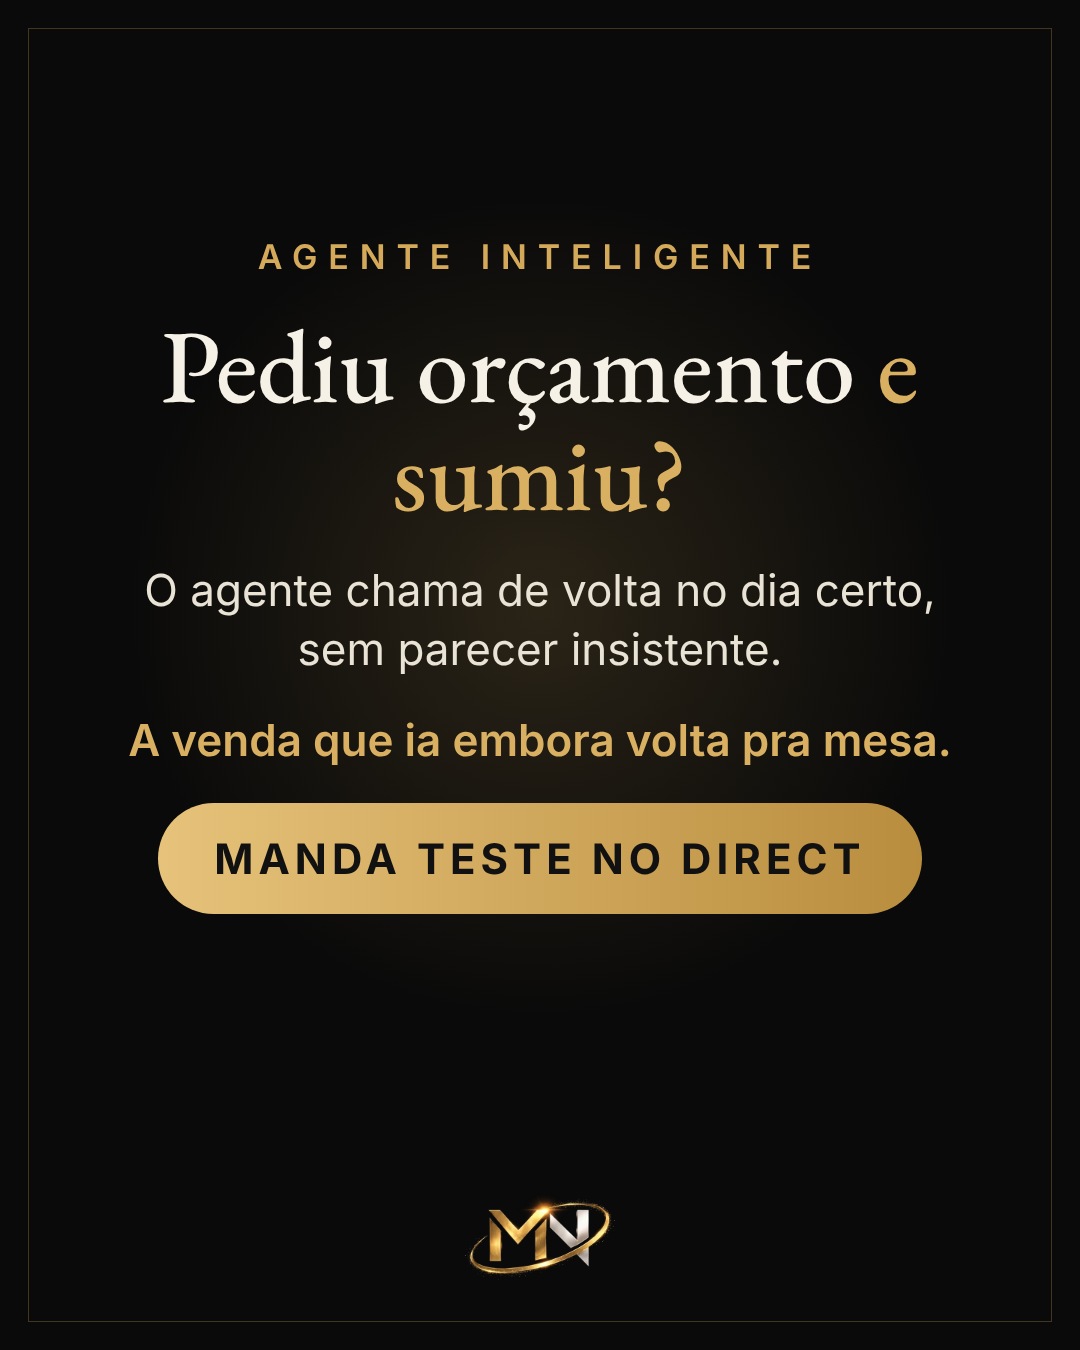 AGENTE INTELIGENTE
Pediu orçamento e
sumiu?
O agente chama de volta no dia certo,
sem parecer insistente.
A venda que ia embora volta pra mesa.
MANDA TESTE NO DIRECT
MN